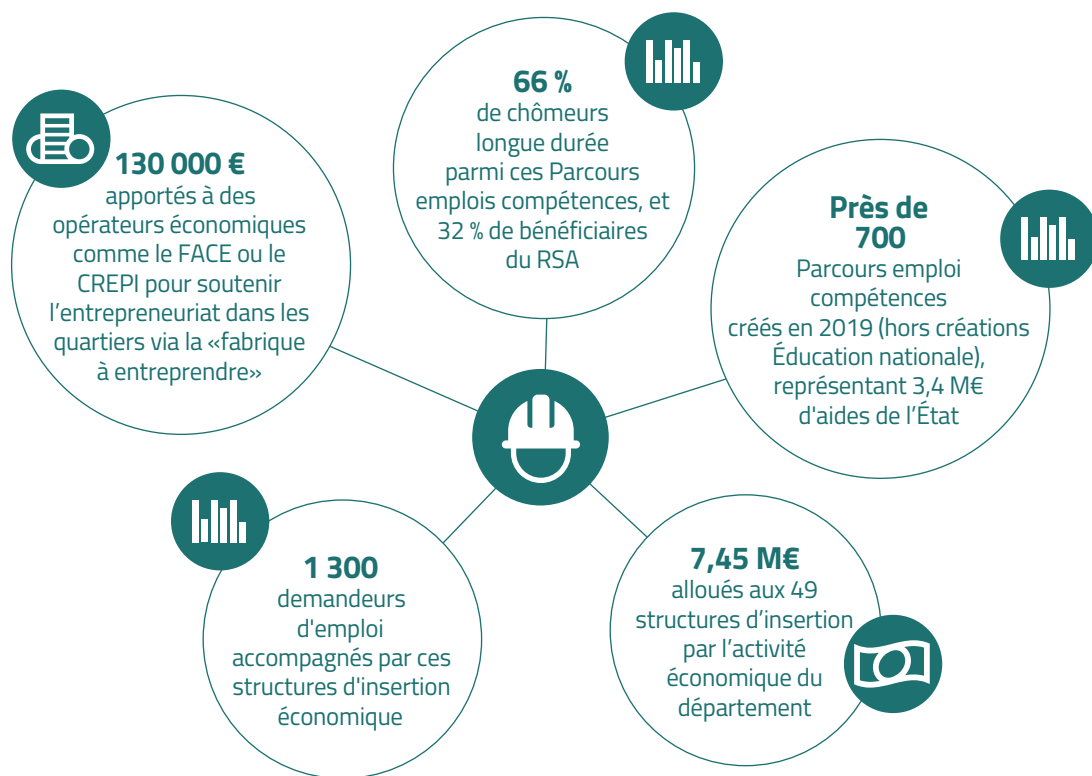 66 %
de chômeurs
longue durée
parmi ces Parcours
emplois compétences, et
32 % de bénéficiaires
du RSA
130 000 €
apportés à des
opérateurs économiques
comme le FACE ou le
CREPI pour soutenir
l’entrepreneuriat dans les
quartiers via la «fabrique
à entreprendre»
Près de
700
Parcours emploi
compétences
créés en 2019 (hors créations
Éducation nationale),
représentant 3,4 M€
d'aides de l’État
1 300
demandeurs
d'emploi
accompagnés par ces
structures d'insertion
économique
7,45 M€
alloués aux 49
structures d’insertion
par l’activité
économique du
département